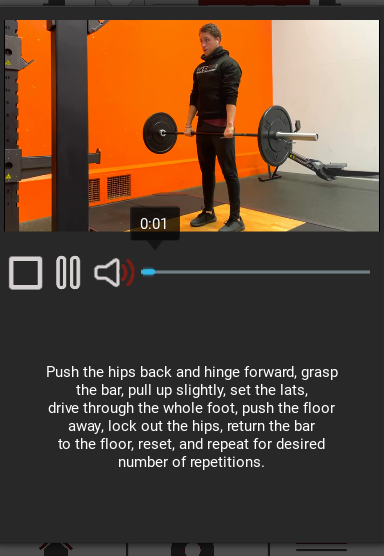 0:01
Push the hips back and hinge forward, grasp
the bar, pull up slightly, set the lats,
drive through the whole foot, push the floor
away, lock out the hips, return the bar
to the floor, reset, and repeat for desired
number of repetitions.